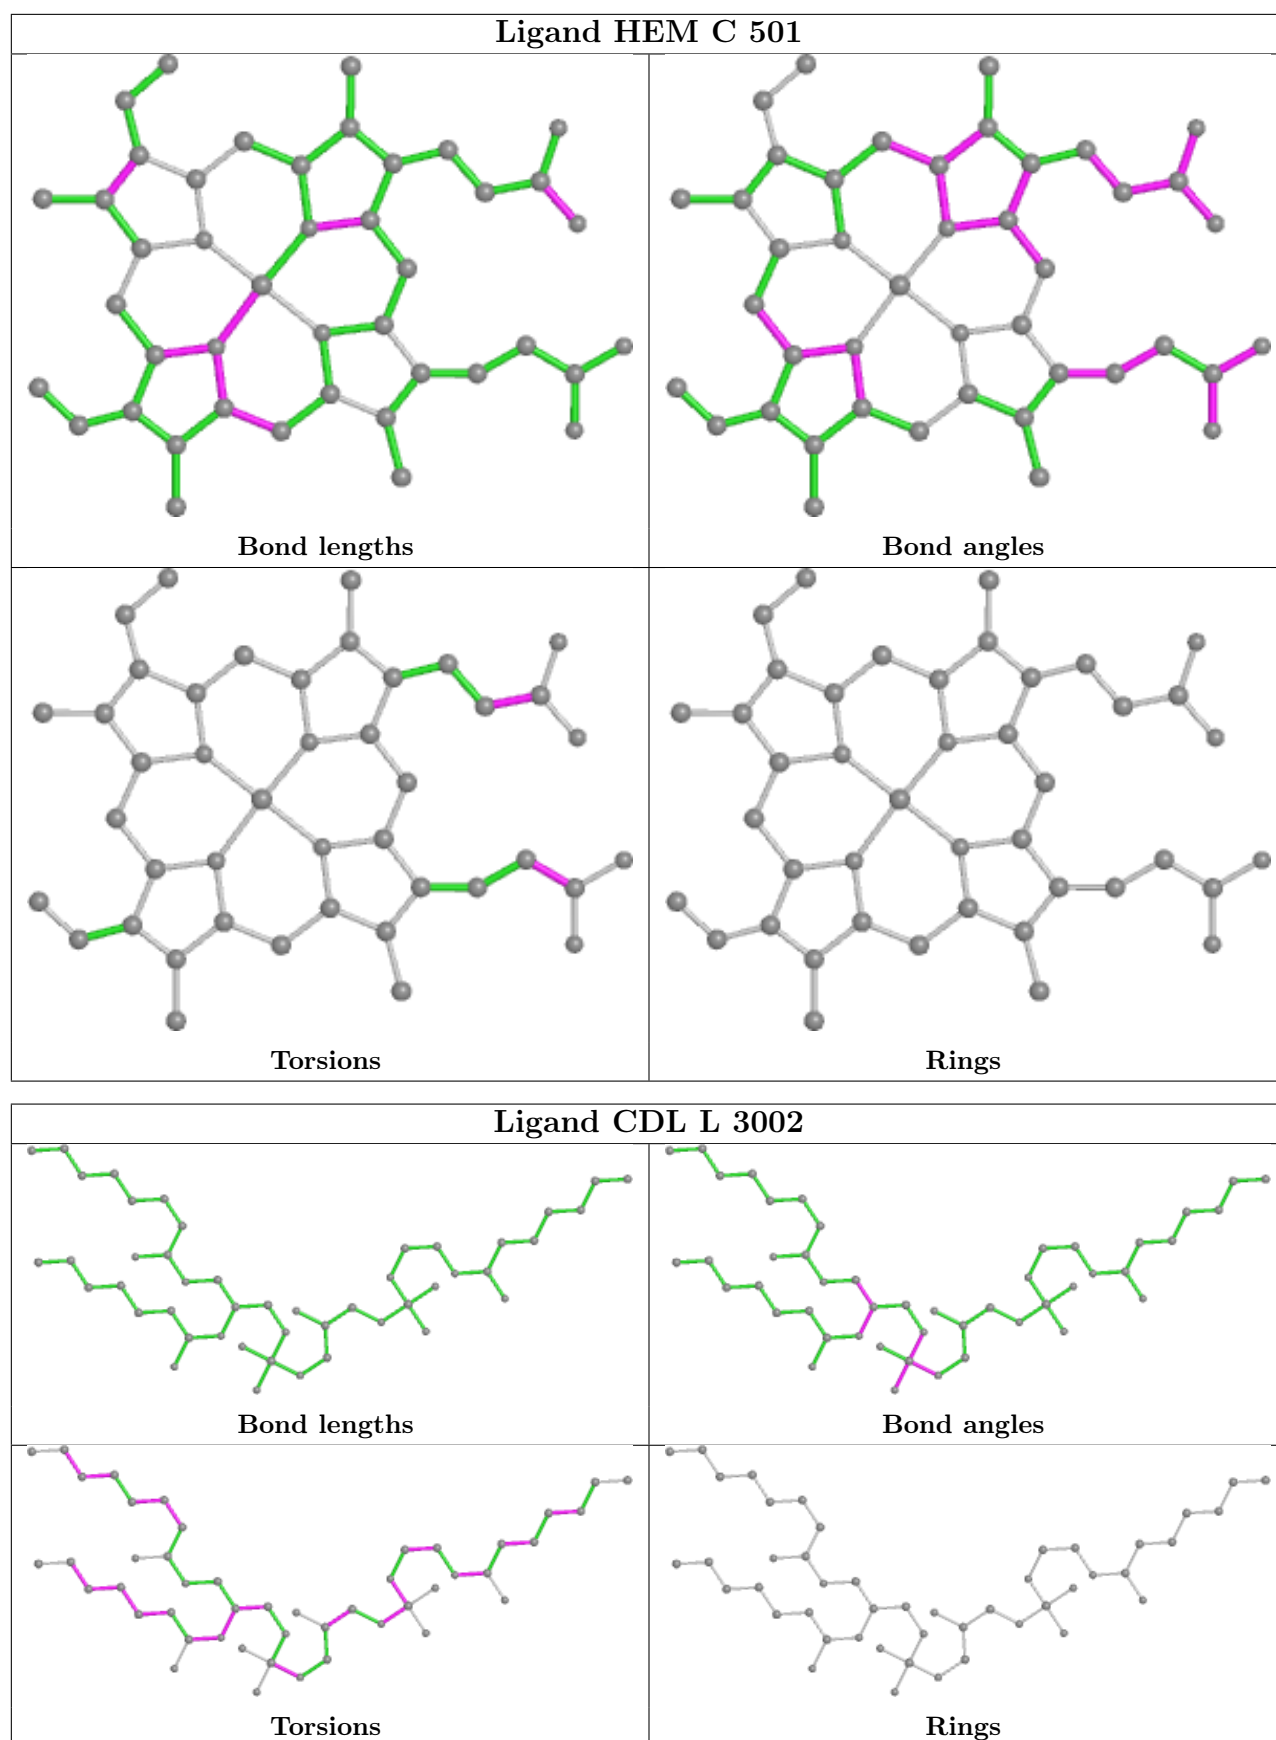 Ligand HEM C 501
Bond lengths
Bond angles
Torsions
Rings
Ligand CDL L 3002
Bond lengths
Bond angles
Torsions
Rings